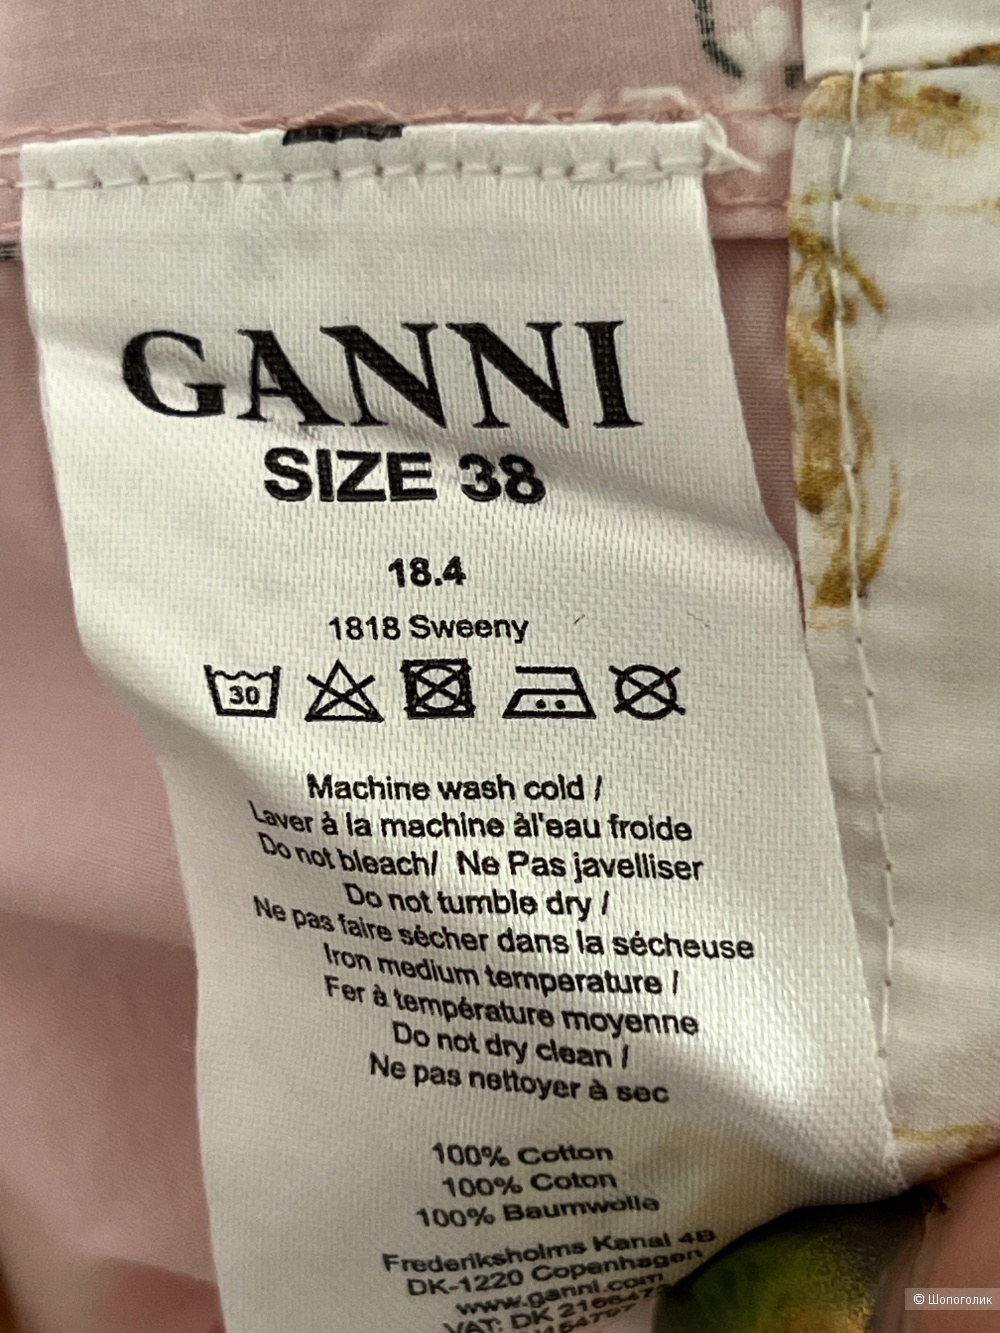 GANNI
SIZE 38
18.4
1818 Sweeny
30
Machine wash cold /
Laver à la machine àl'eau froide
Do not bleach/ Ne Pas javelliser
Do not tumble dry /
Ne pas faire sécher dans la sécheuse
Iron medium temperature /
Fer à température moyenne
Do not dry clean /
Ne pas nettoyer à sec
100% Cotton
100% Coton
100% Baumwolle
Frederiksholms Kanal 4B
DK-1220 Copenhagen
www.ganni.com
VAT: DK
© Шопоголик